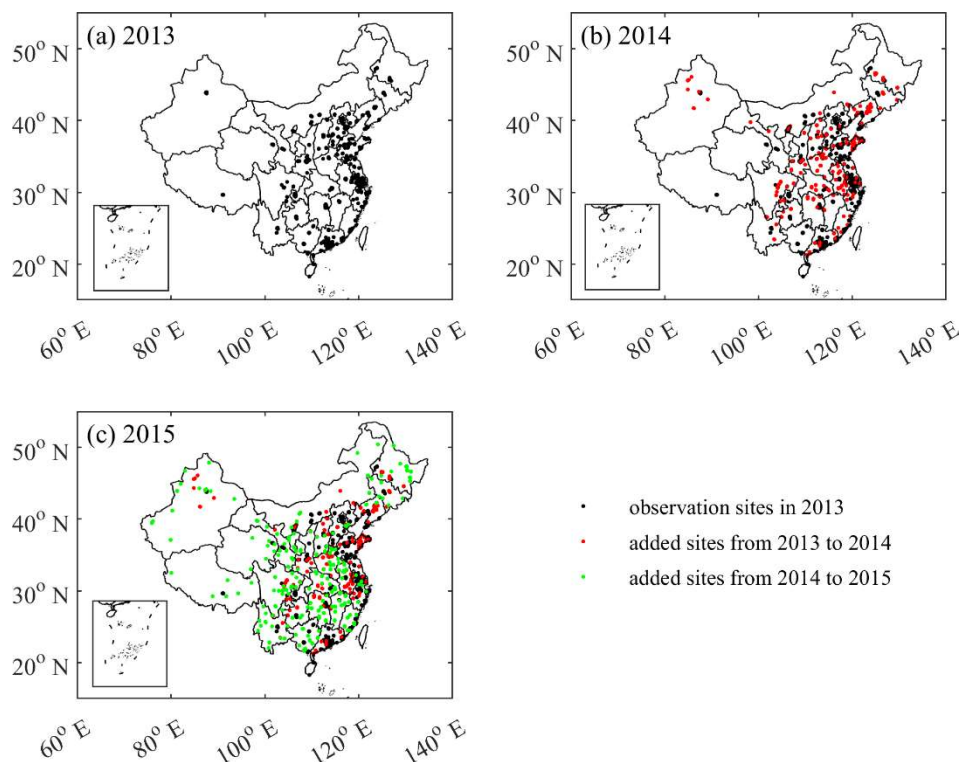 (a) 2013
50° N
40° N
30° N
20° N
60° E
80° E
100° E
120° E
140° E
(b) 2014
50° N
40° N
30° N
20° N
60° E
80° E
100° E
120° E
140° E
(c) 2015
50° N
40° N
30° N
20° N
60° E
80° E
100° E
120° E
140° E
observation sites in 2013
added sites from 2013 to 2014
added sites from 2014 to 2015